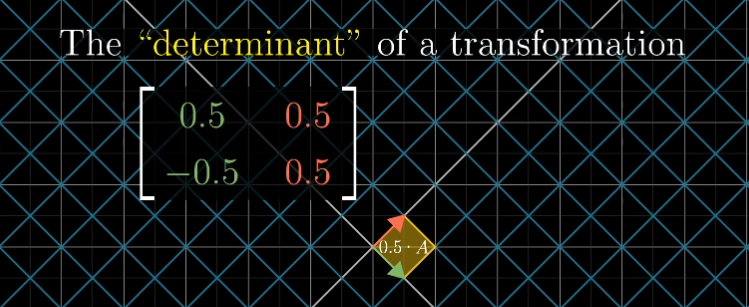 The “determinant” of a transformation
0.5 0.5
−0.5 0.5
0.5 · A